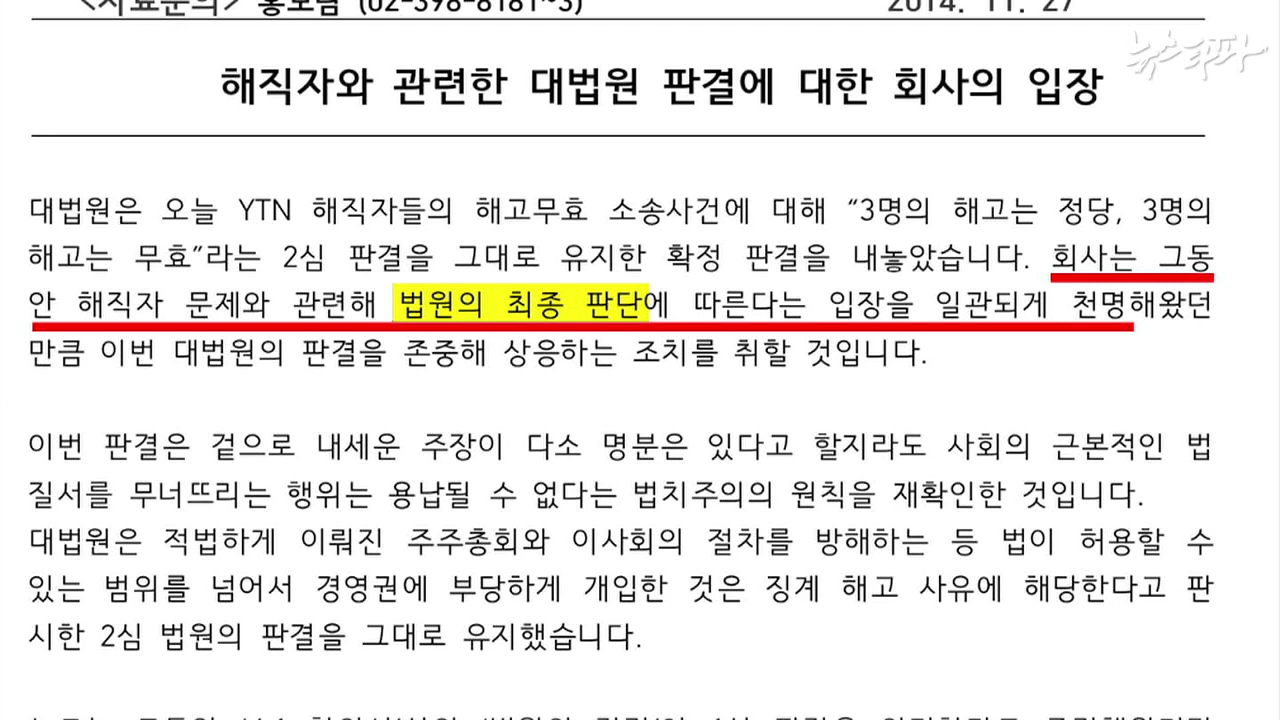 <자료문의> 홍보팀 (02-398-8181~3) 2014. 11. 27
뉴스타파
해직자와 관련한 대법원 판결에 대한 회사의 입장
대법원은 오늘 YTN 해직자들의 해고무효 소송사건에 대해 “3명의 해고는 정당, 3명의
해고는 무효”라는 2심 판결을 그대로 유지한 확정 판결을 내놓았습니다. 회사는 그동
안 해직자 문제와 관련해 법원의 최종 판단에 따른다는 입장을 일관되게 천명해왔던
만큼 이번 대법원의 판결을 존중해 상응하는 조치를 취할 것입니다.
이번 판결은 겉으로 내세운 주장이 다소 명분은 있다고 할지라도 사회의 근본적인 법
질서를 무너뜨리는 행위는 용납될 수 없다는 법치주의의 원칙을 재확인한 것입니다.
대법원은 적법하게 이뤄진 주주총회와 이사회의 절차를 방해하는 등 법이 허용할 수
있는 범위를 넘어서 경영권에 부당하게 개입한 것은 징계 해고 사유에 해당한다고 판
시한 2심 법원의 판결을 그대로 유지했습니다.